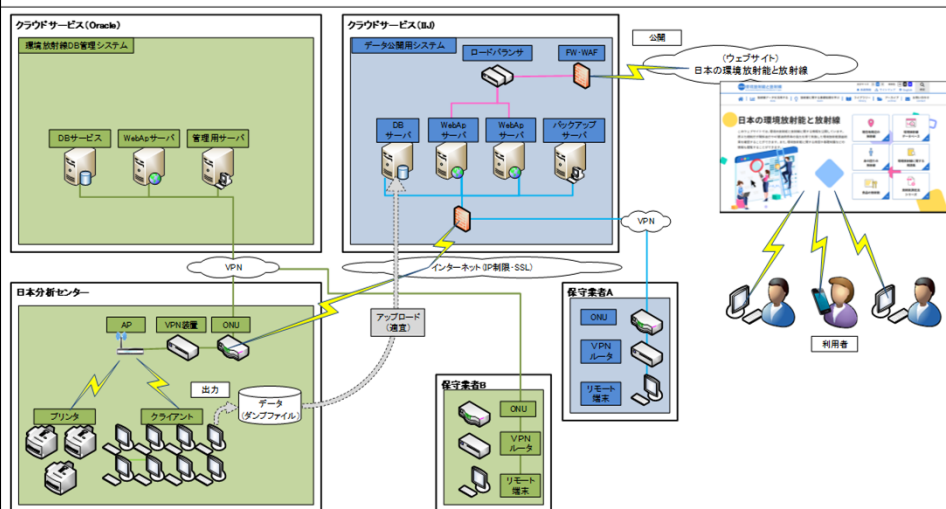 クラウドサービス(Oracle)
環境放射線DB管理システム
DBサービス
WebApサーバ
管理用サーバ
クラウドサービス(IIJ)
データ公開用システム
ロードバランサ
FW・WAF
DB
サーバ
WebAp
サーバ
WebAp
サーバ
バックアップ
サーバ
公開
(ウェブサイト)
日本の環境放射能と放射線
日本の環境放射能と放射線
VPN
インターネット(IP制限・SSL)
VPN
日本分析センター
AP
VPN装置
ONU
アップロード
(適宜)
出力
データ
(ダンプファイル)
プリンタ
クライアント
保守業者B
ONU
VPN
ルータ
リモート
端末
保守業者A
ONU
VPN
ルータ
リモート
端末
利用者